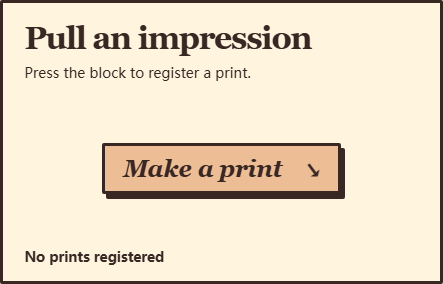 Pull an impression
Press the block to register a print.
Make a print ↘
No prints registered